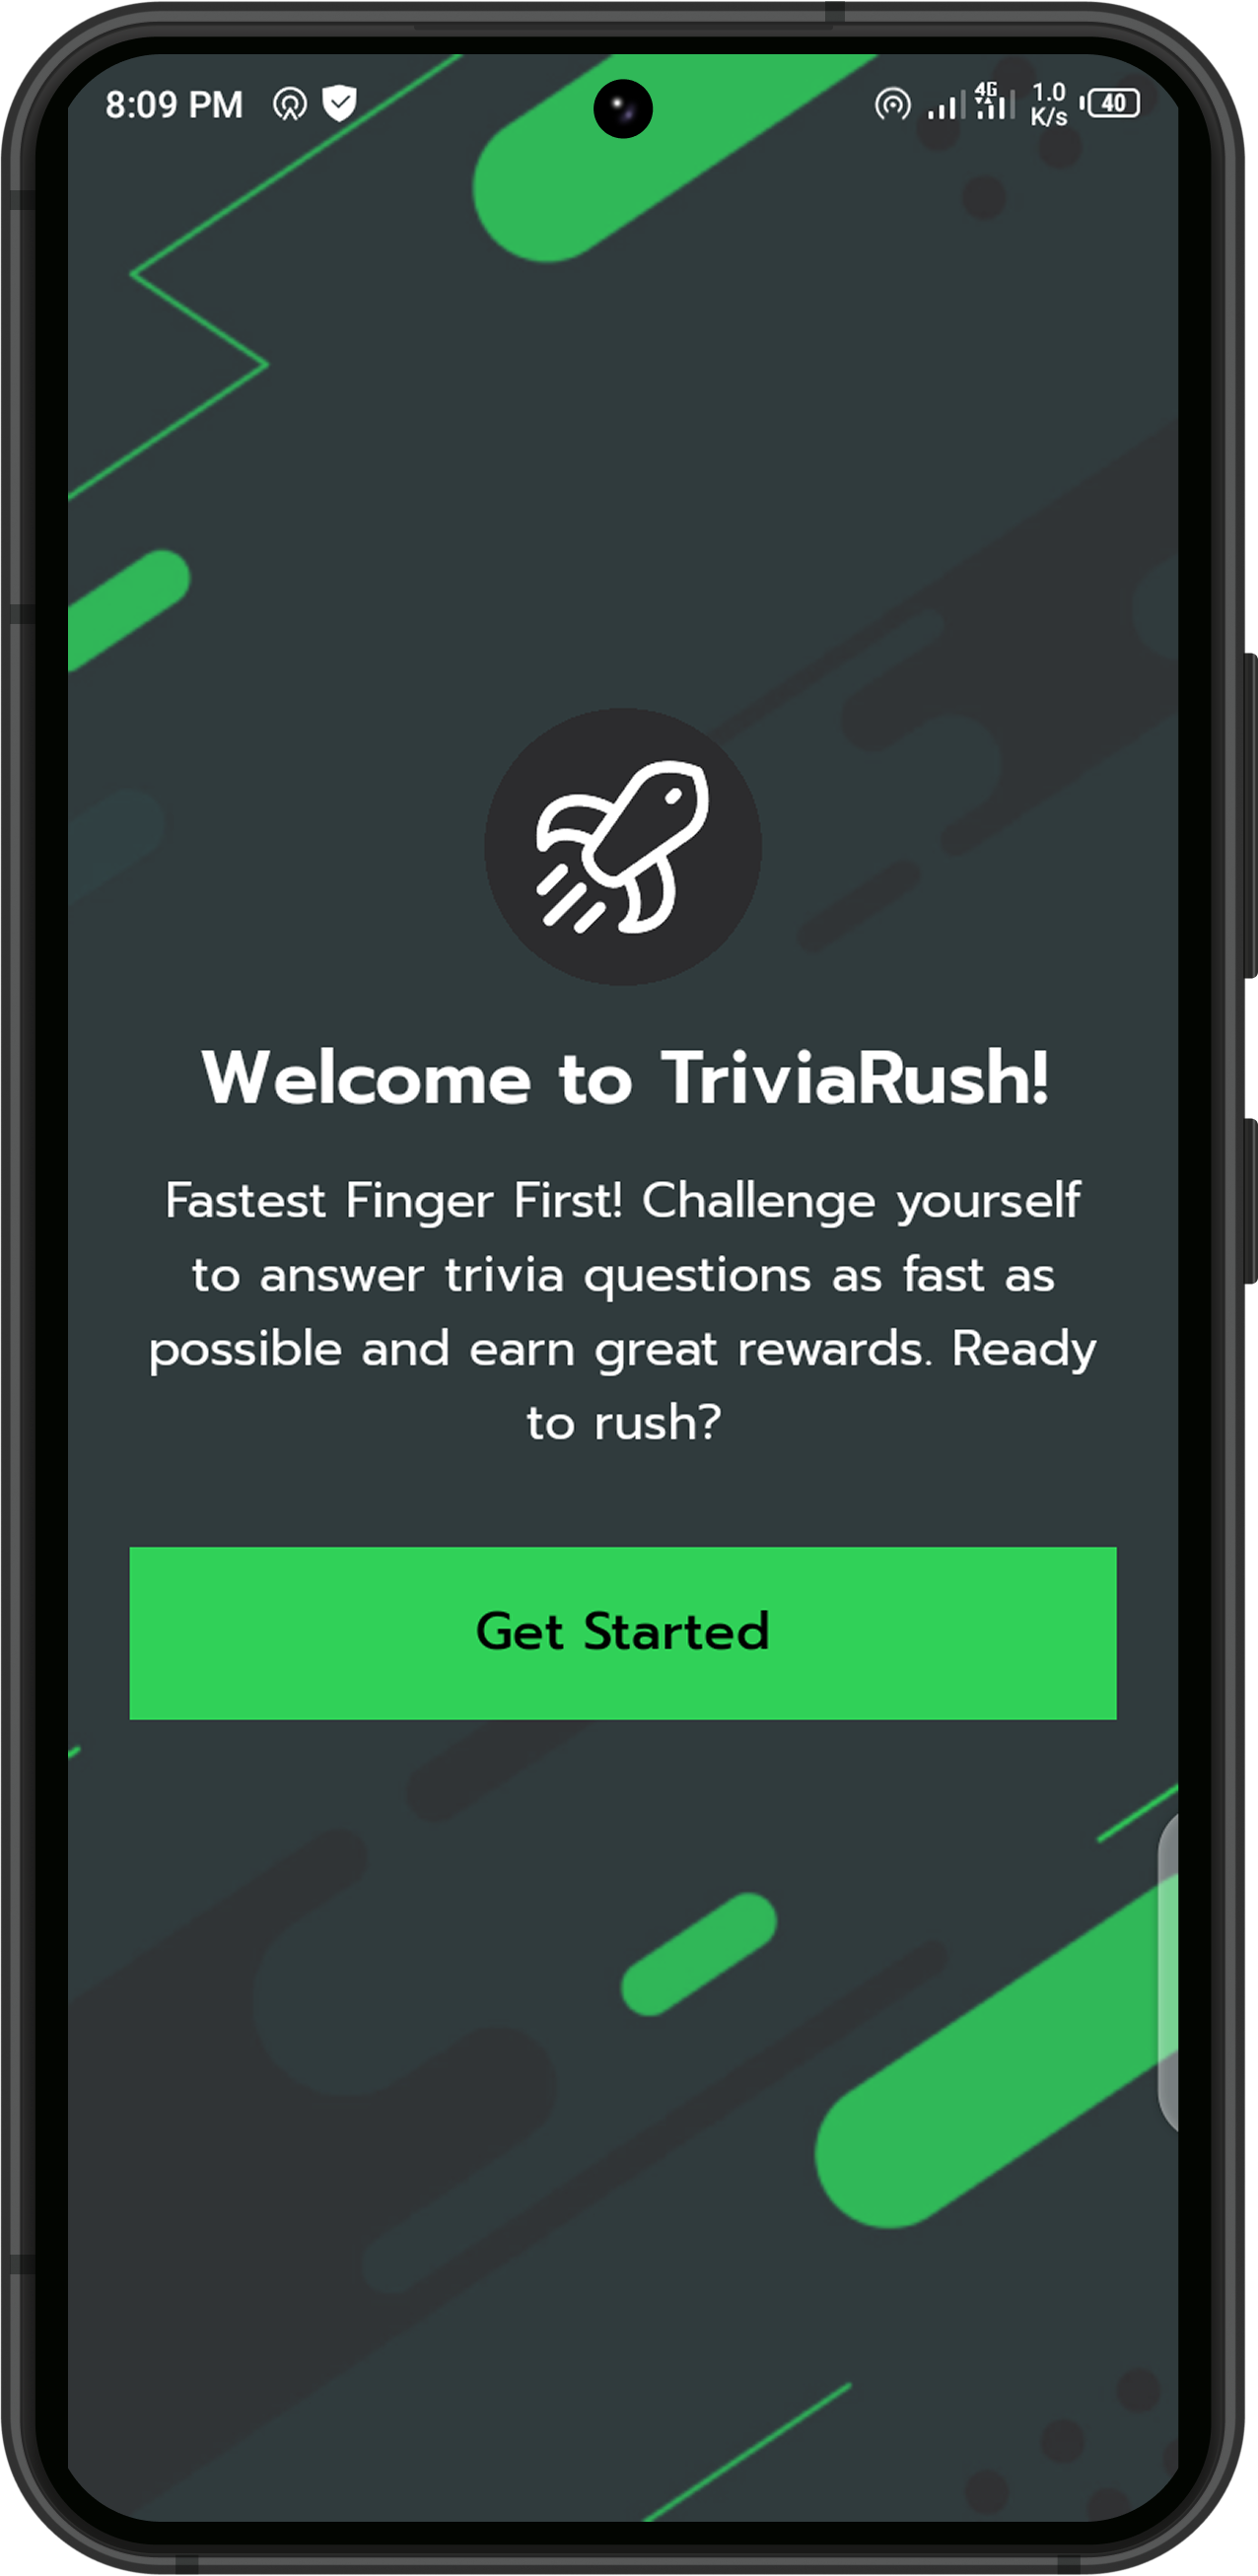 8:09 PM 4G 1.0 K/s 40
Welcome to TriviaRush!
Fastest Finger First! Challenge yourself
to answer trivia questions as fast as
possible and earn great rewards. Ready
to rush?
Get Started